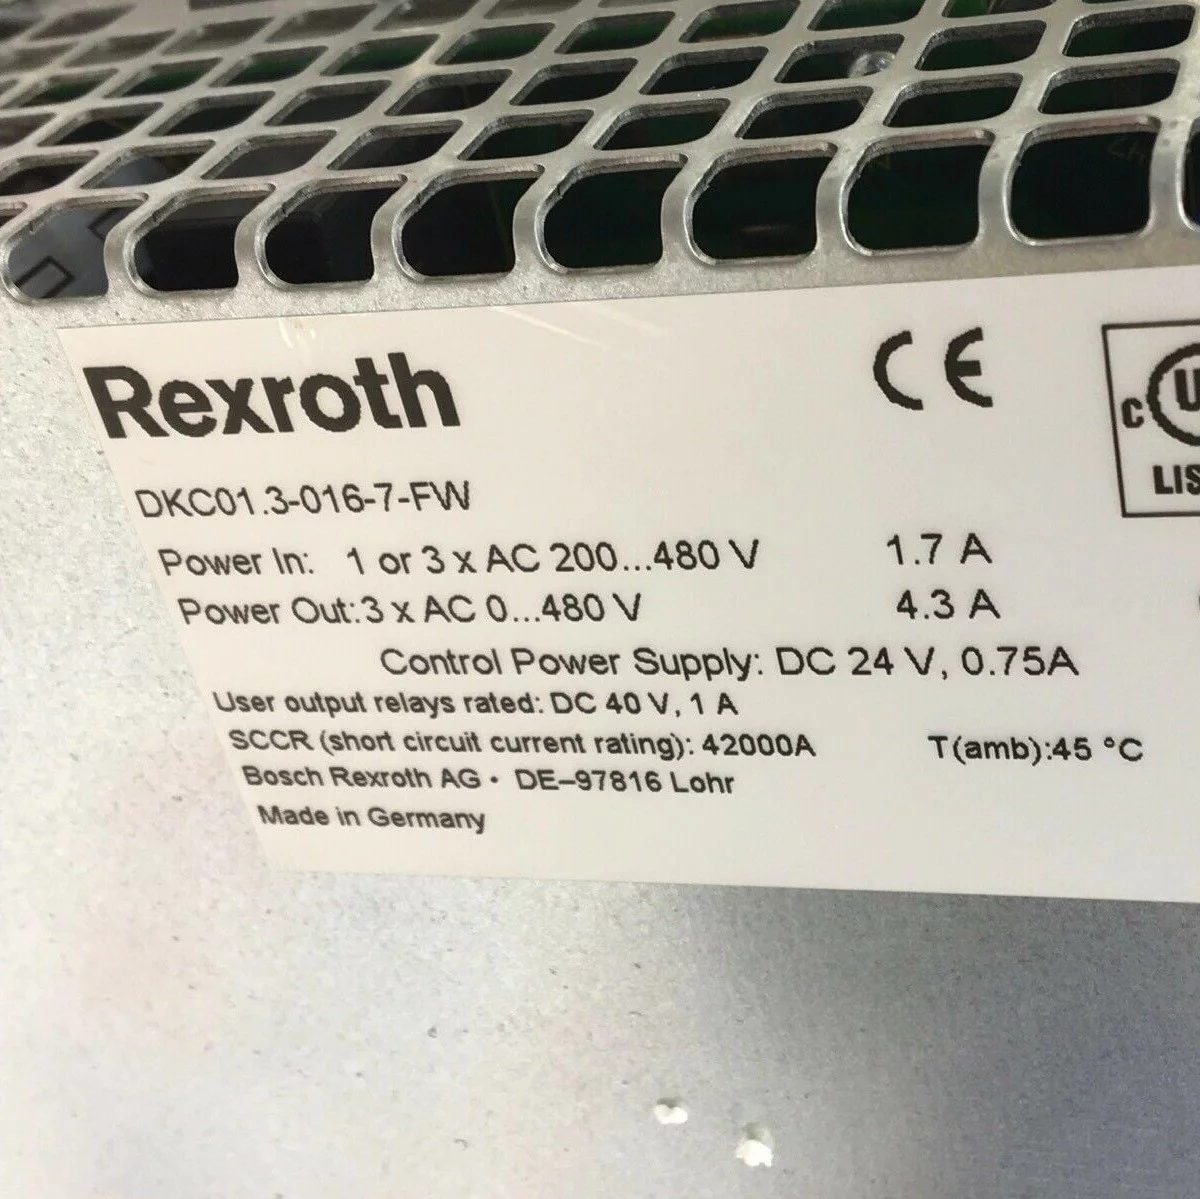 Rexroth
CE
C
LIS
DKC01.3-016-7-FW
Power In: 1 or 3 x AC 200...480 V 1.7 A
Power Out:3 x AC 0...480 V 4.3 A
Control Power Supply: DC 24 V, 0.75A
User output relays rated: DC 40 V, 1 A
SCCR (short circuit current rating): 42000A T(amb):45 °C
Bosch Rexroth AG · DE-97816 Lohr
Made in Germany